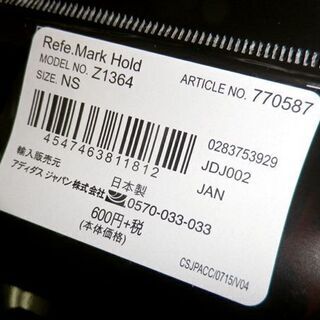 Refe.Mark Hold
MODEL NO. Z1364
SIZE. NS
ARTICLE NO. 770587
4547463811812
0283753929
JDJ002
JAN
日本製
輸入販売元
アディダス ジャパン株式会社
0570-033-033
600円+税
(本体価格)
CSJPACC/0715/V04